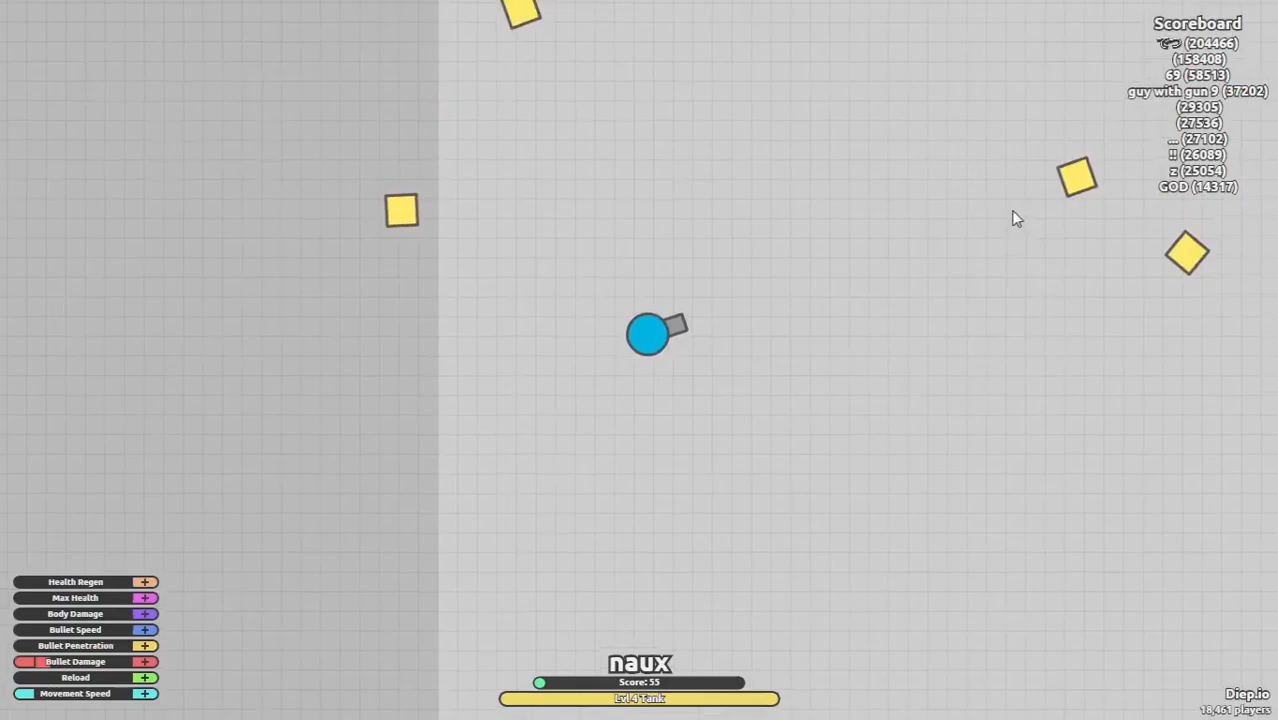 Scoreboard
(204466)
(158408)
69 (58513)
guy with gun 9 (37202)
(29305)
(27536)
... (27102)
!! (26089)
z (25054)
GOD (14317)
Health Regen +
Max Health +
Body Damage +
Bullet Speed +
Bullet Penetration +
Bullet Damage +
Reload +
Movement Speed +
naux
Score: 55
Lvl 4 Tank
Diep.io
18,461 players